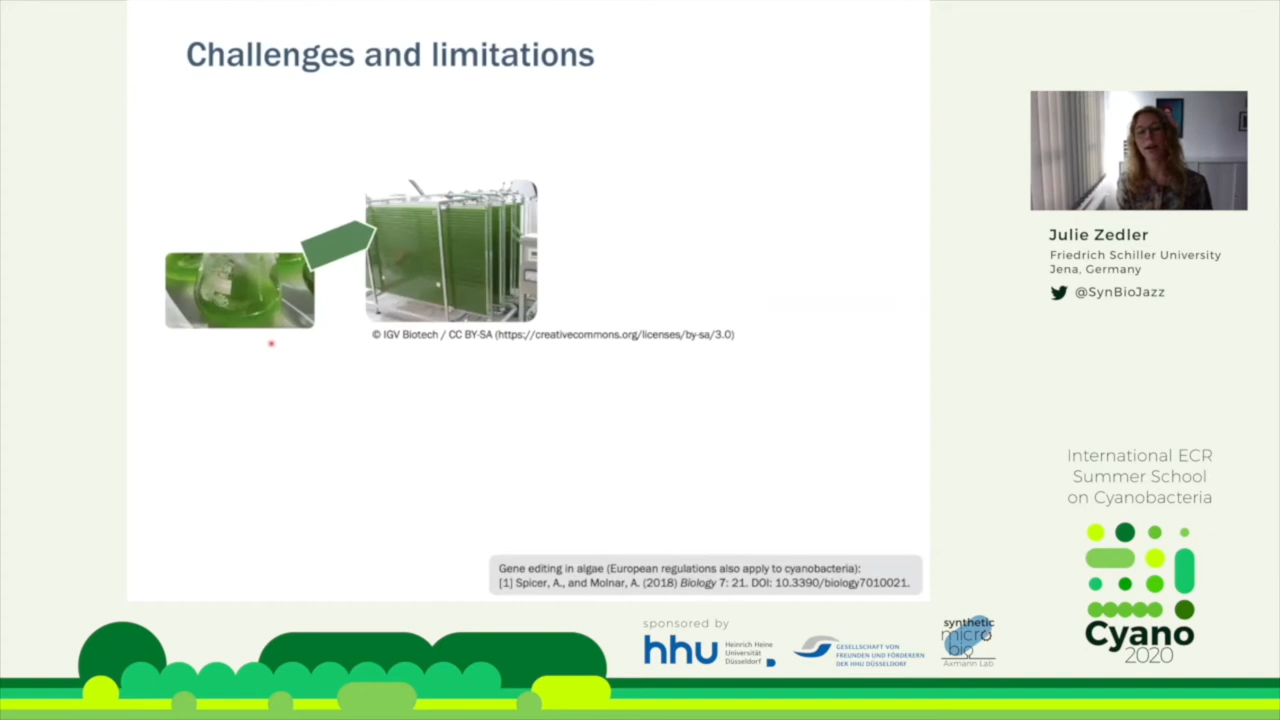 Challenges and limitations
© IGV Biotech / CC BY-SA (https://creativecommons.org/licenses/by-sa/3.0)
Gene editing in algae (European regulations also apply to cyanobacteria):
[1] Spicer, A., and Molnar, A. (2018) Biology 7: 21. DOI: 10.3390/biology7010021.
Julie Zedler
Friedrich Schiller University
Jena, Germany
@SynBioJazz
International ECR
Summer School
on Cyanobacteria
Cyano
2020
sponsored by
hhu
Heinrich Heine
Universität
Düsseldorf
GESELLSCHAFT VON
FREUNDEN UND FÖRDERERN
DER HHU DÜSSELDORF
synthetic
micro
bio
Axmann Lab